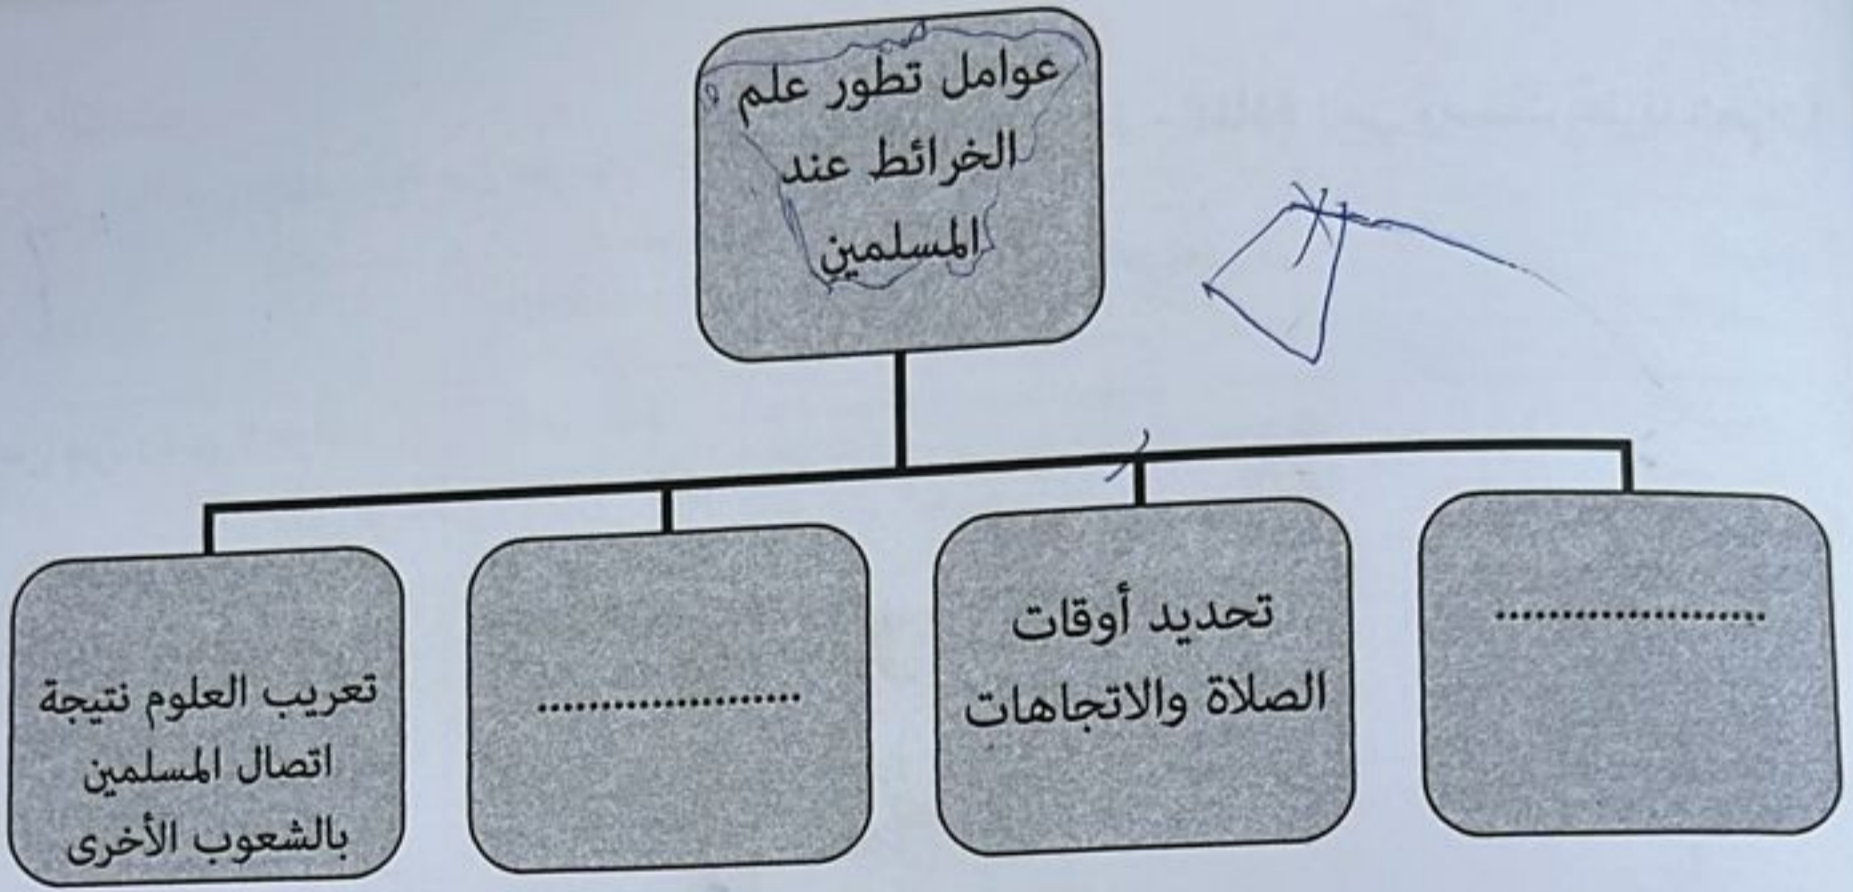 عوامل تطور علم
الخرائط عند
المسلمين
....................
تحديد أوقات
الصلاة والاتجاهات
....................
تعريب العلوم نتيجة
اتصال المسلمين
بالشعوب الأخرى